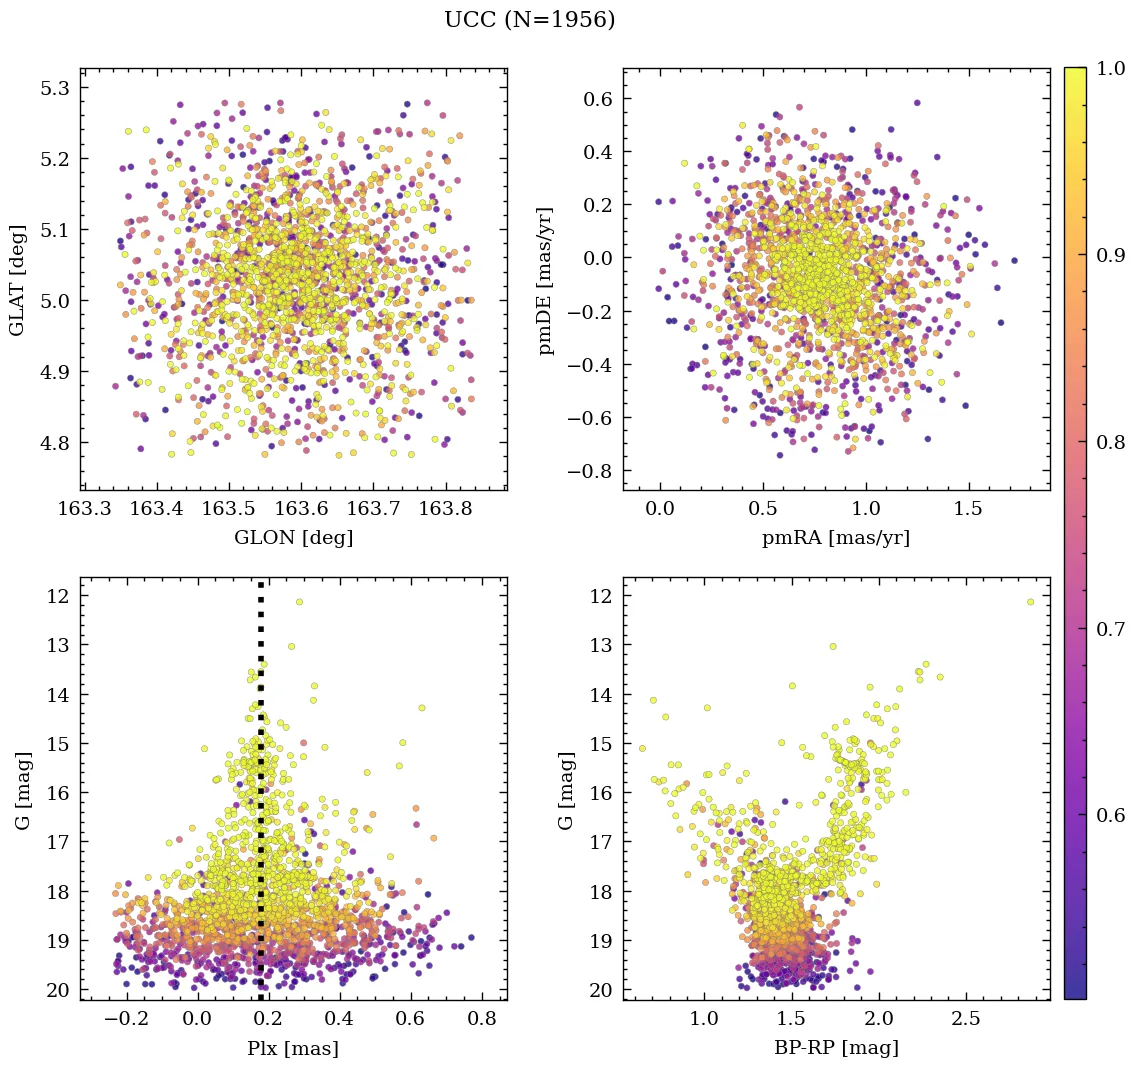 UCC (N=1956)
5.3
5.2
5.1
5.0
4.9
4.8
GLAT [deg]
163.3 163.4 163.5 163.6 163.7 163.8
GLON [deg]
0.6
0.4
0.2
0.0
−0.2
−0.4
−0.6
−0.8
pmDE [mas/yr]
0.0 0.5 1.0 1.5
pmRA [mas/yr]
1.0
0.9
0.8
0.7
0.6
12
13
14
15
16
17
18
19
20
G [mag]
−0.2 0.0 0.2 0.4 0.6 0.8
Plx [mas]
12
13
14
15
16
17
18
19
20
G [mag]
1.0 1.5 2.0 2.5
BP-RP [mag]